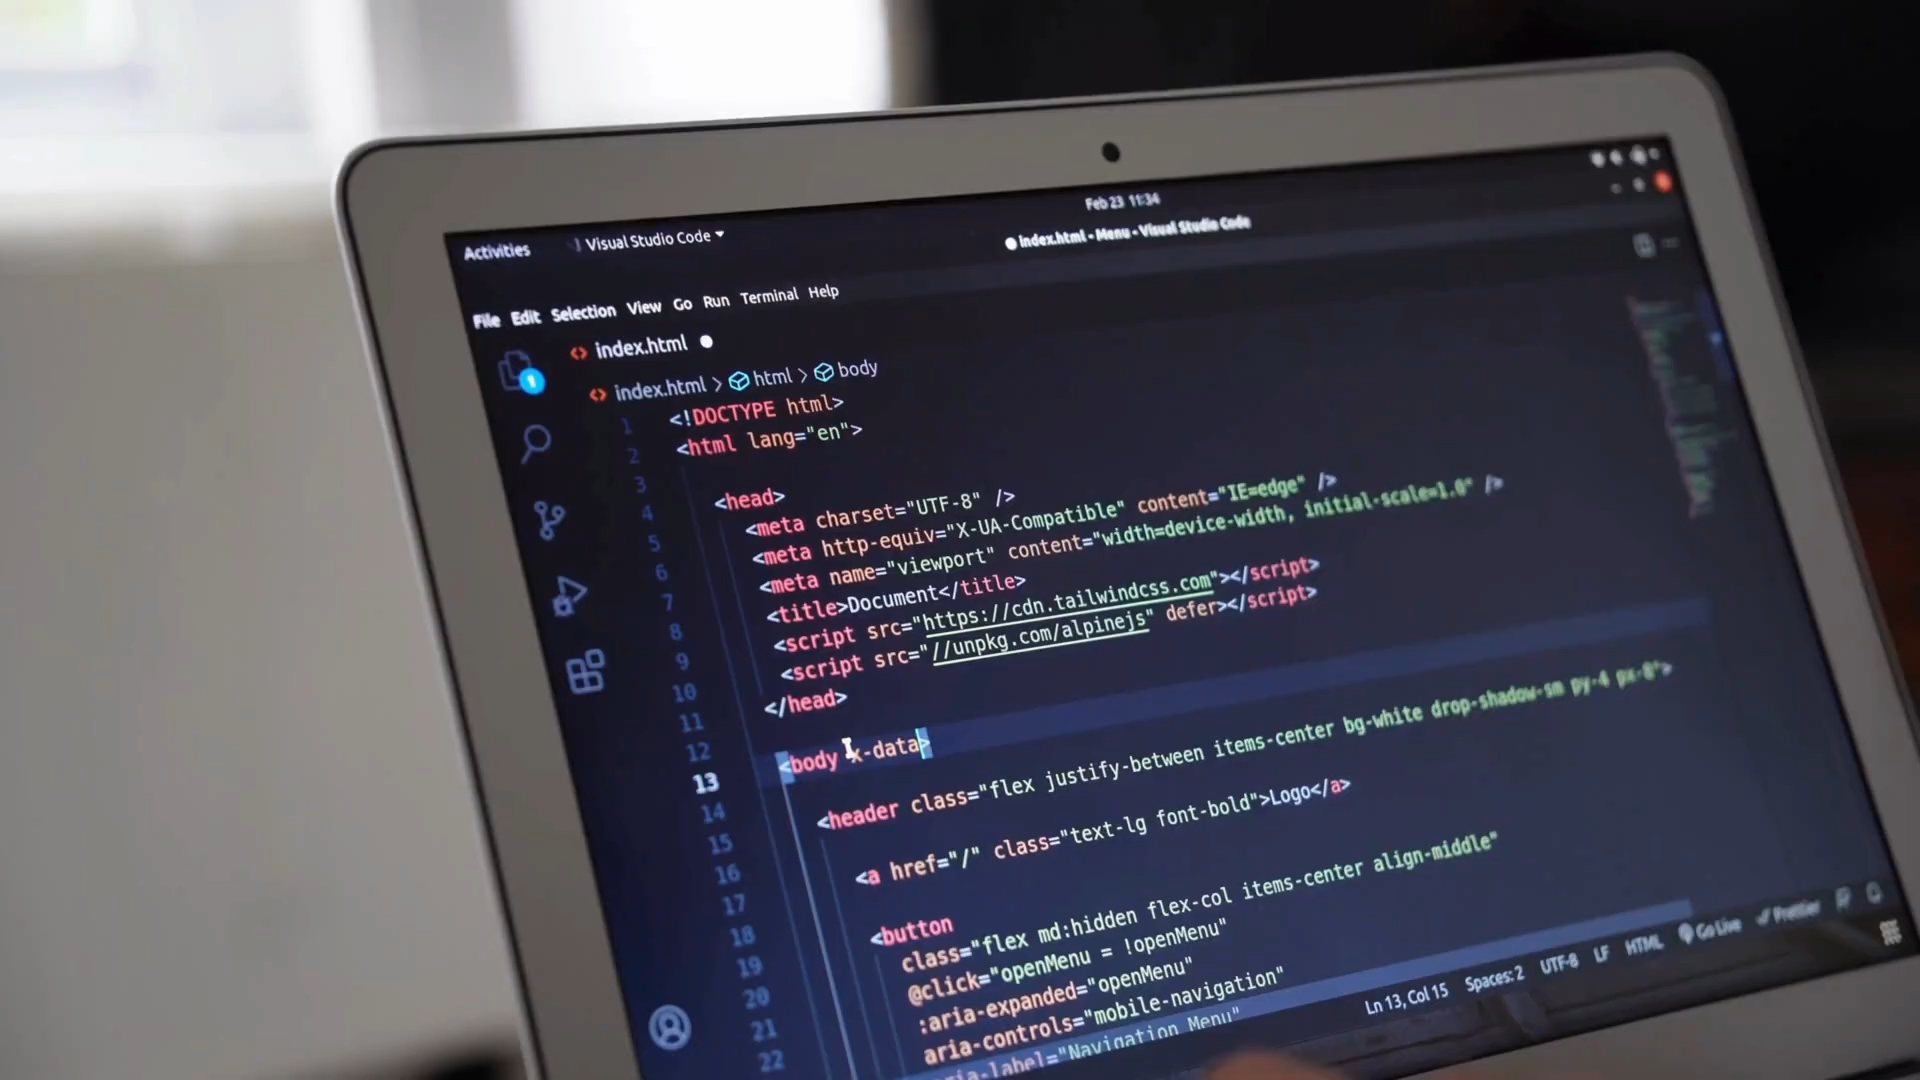 Feb 23 11:34
Activities Visual Studio Code
index.html - Menu - Visual Studio Code
File Edit Selection View Go Run Terminal Help
index.html
1
index.html > html > body
1 <!DOCTYPE html>
2 <html lang="en">
3
4 <head>
5 <meta charset="UTF-8" />
6 <meta http-equiv="X-UA-Compatible" content="IE=edge" />
7 <meta name="viewport" content="width=device-width, initial-scale=1.0" />
8 <title>Document</title>
9 <script src="https://cdn.tailwindcss.com"></script>
10 <script src="//unpkg.com/alpinejs" defer></script>
11 </head>
12
13 <body x-data>
14
15 <header class="flex justify-between items-center bg-white drop-shadow-sm py-4 px-8">
16
17 <a href="/" class="text-lg font-bold">Logo</a>
18
19 <button
20 class="flex md:hidden flex-col items-center align-middle"
21 @click="openMenu = !openMenu"
22 :aria-expanded="openMenu"
aria-controls="mobile-navigation"
aria-label="Navigation Menu"
Ln 13, Col 15 Spaces: 2 UTF-8 LF HTML Go Live Prettier